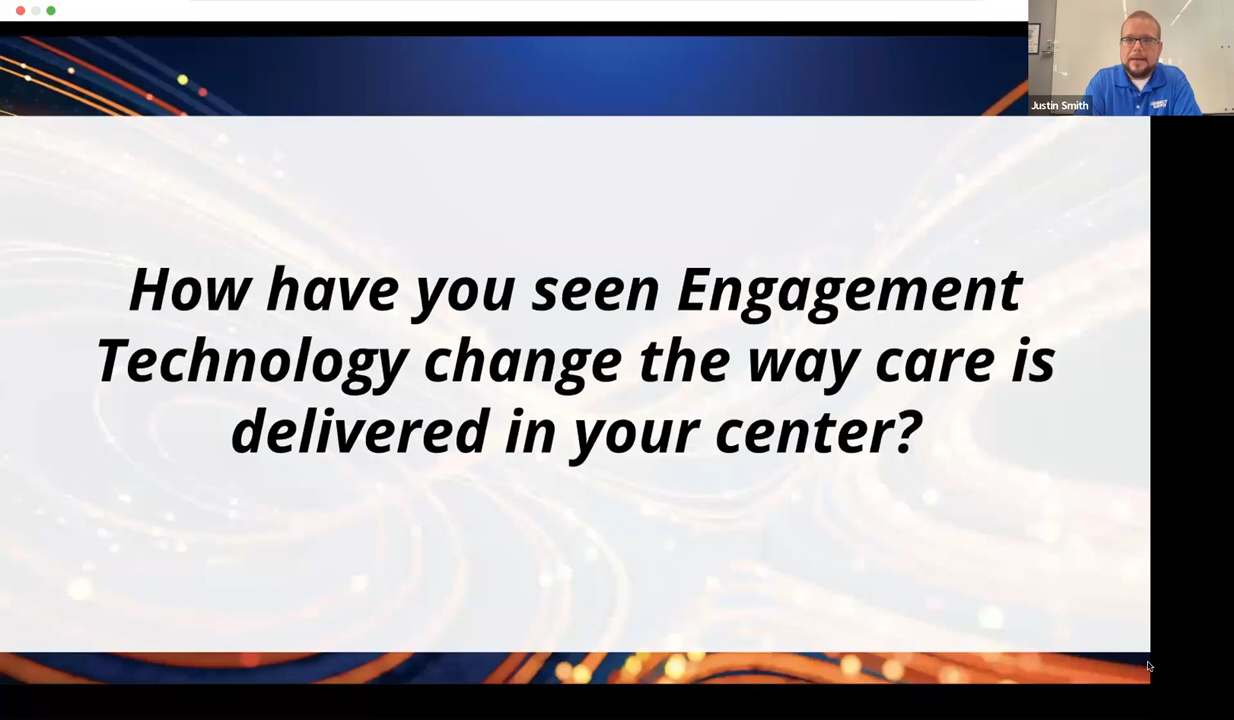 Justin Smith
How have you seen Engagement
Technology change the way care is
delivered in your center?